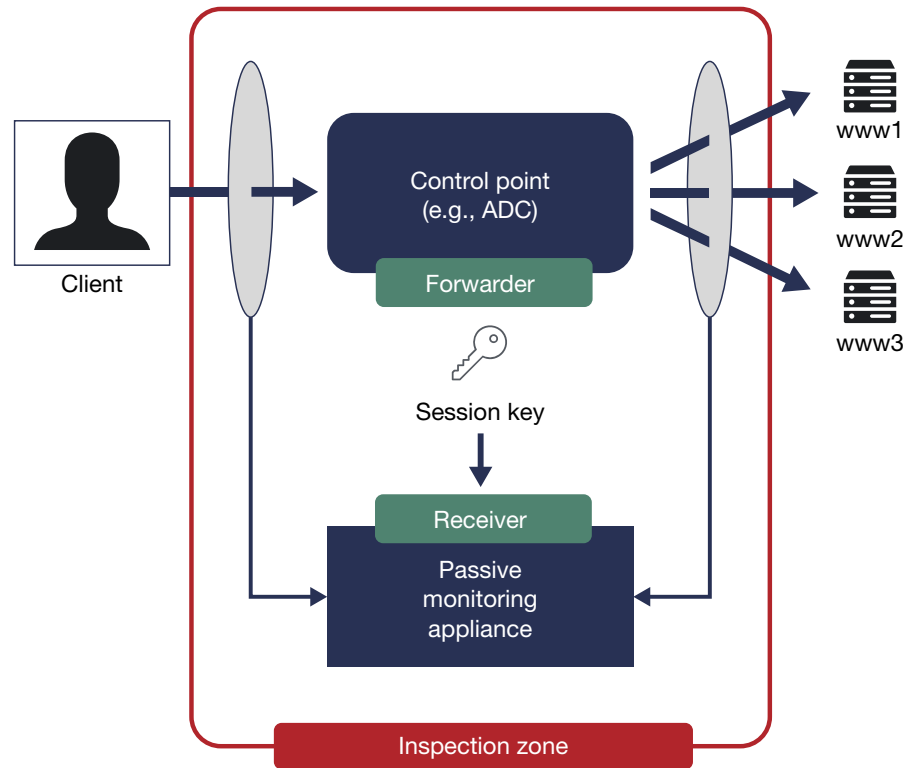 Client
Control point
(e.g., ADC)
Forwarder
Session key
Receiver
Passive
monitoring
appliance
www1
www2
www3
Inspection zone